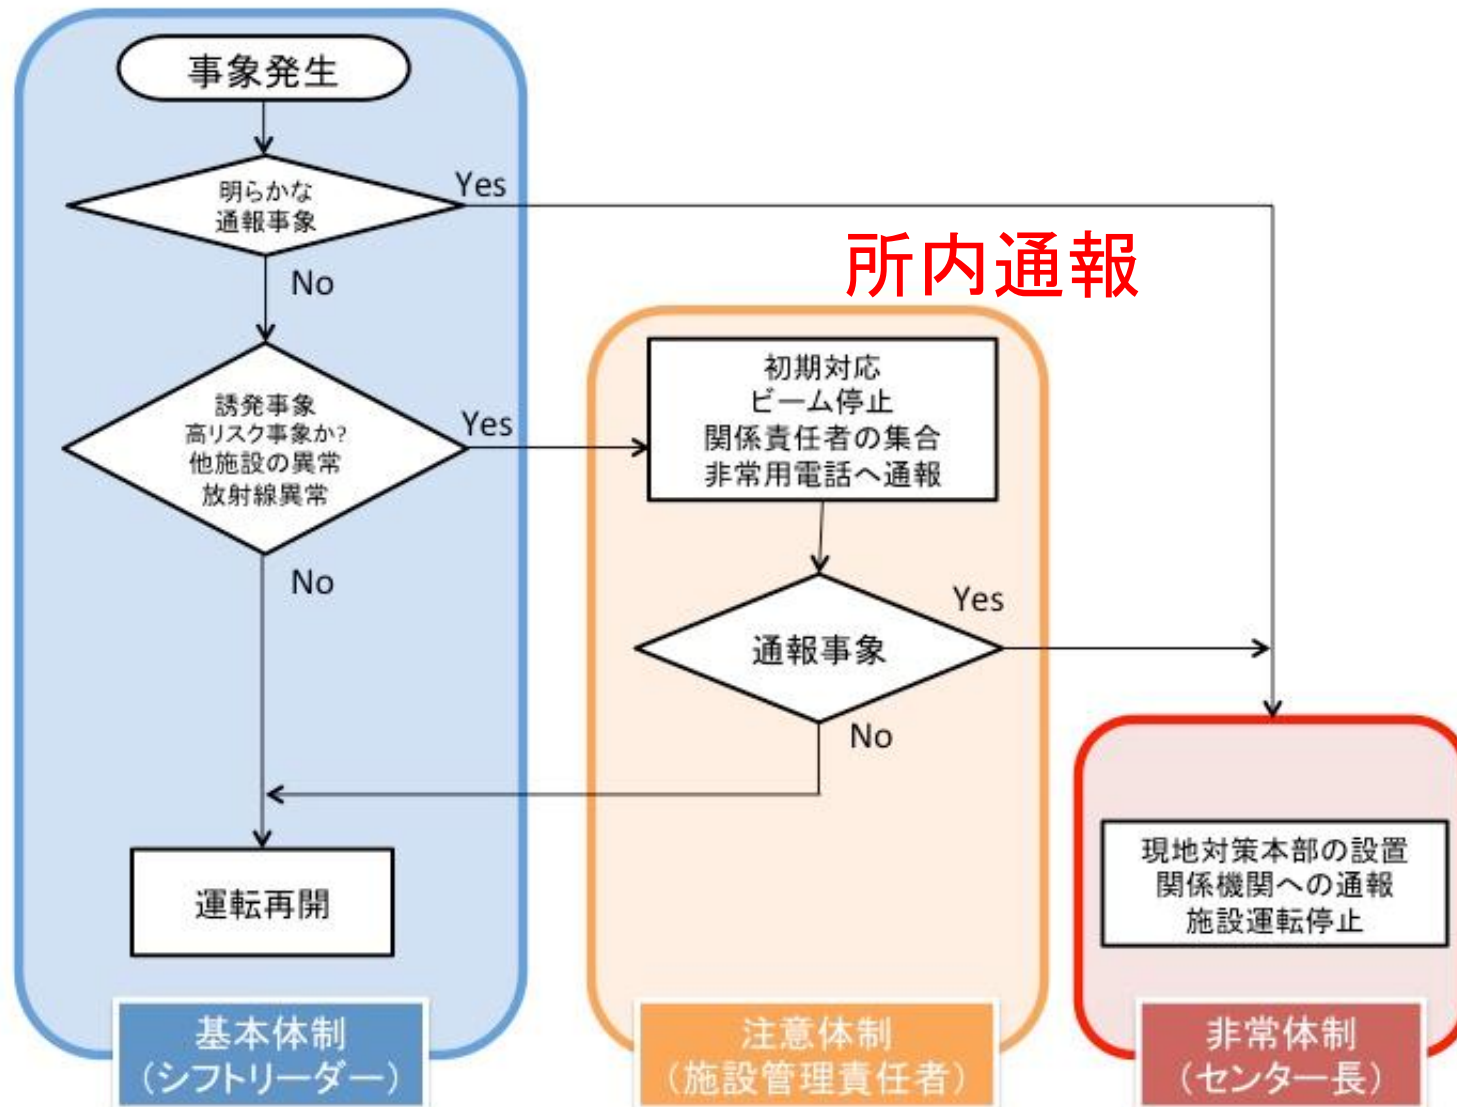 事象発生
明らかな
通報事象
Yes
No
所内通報
誘発事象
高リスク事象か?
他施設の異常
放射線異常
Yes
No
初期対応
ビーム停止
関係責任者の集合
非常用電話へ通報
通報事象
Yes
No
運転再開
現地対策本部の設置
関係機関への通報
施設運転停止
基本体制
(シフトリーダー)
注意体制
(施設管理責任者)
非常体制
(センター長)